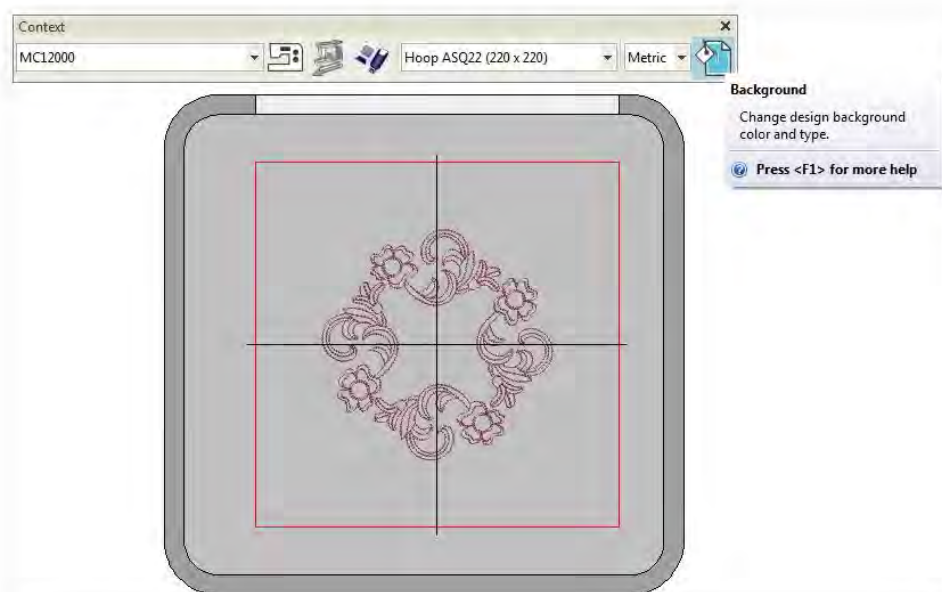 Context
MC12000 Hoop ASQ22 (220 x 220) Metric
Background
Change design background
color and type.
Press <F1> for more help